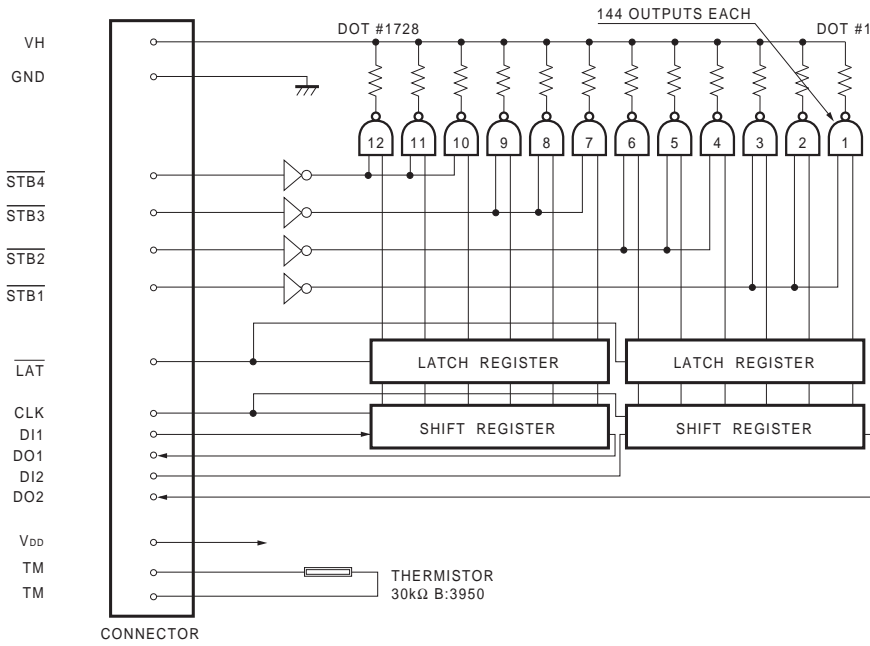 144 OUTPUTS EACH
DOT #1728
DOT #1
VH
GND
12 11 10 9 8 7 6 5 4 3 2 1
STB4
STB3
STB2
STB1
LAT
LATCH REGISTER
LATCH REGISTER
CLK
DI1
SHIFT REGISTER
SHIFT REGISTER
DO1
DI2
DO2
VDD
TM
THERMISTOR
TM
30kΩ B:3950
CONNECTOR